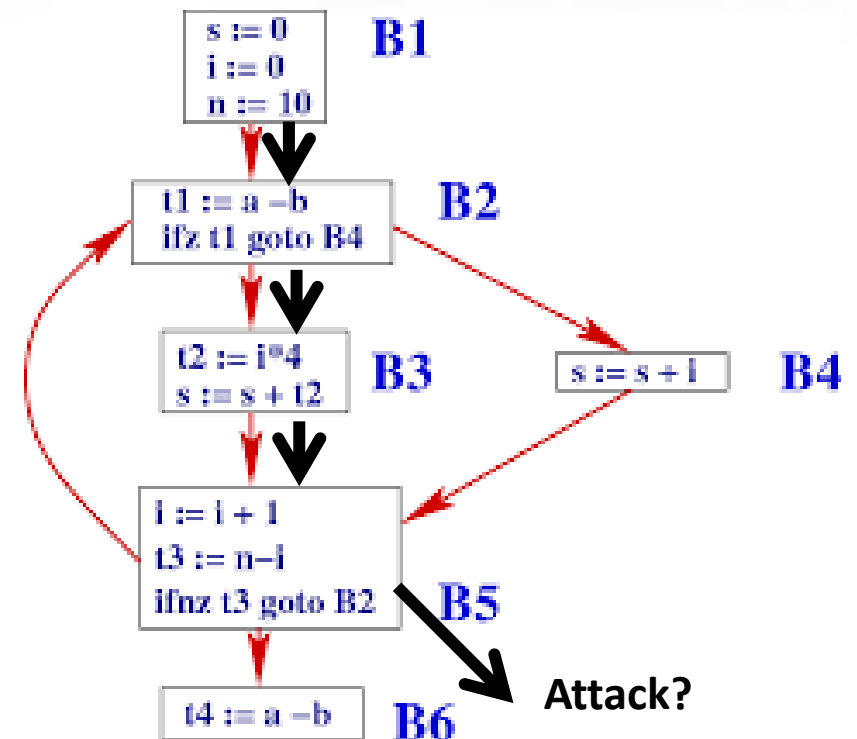 s := 0
i := 0
n := 10
B1
t1 := a −b
ifz t1 goto B4
B2
t2 := i*4
s := s + t2
B3
s := s + i
B4
i := i + 1
t3 := n−i
ifnz t3 goto B2
B5
Attack?
t4 := a −b
B6